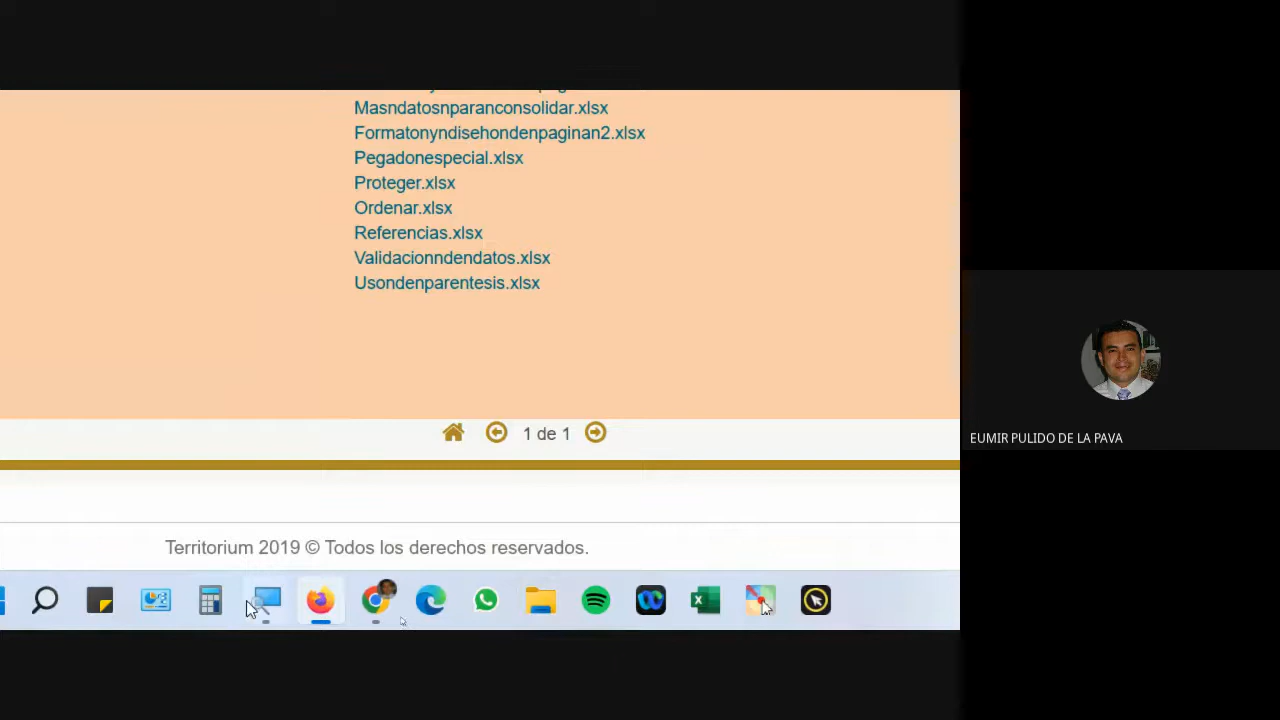 Masndatosnparanconsolidar.xlsx
Formatonyndisehondenpaginan2.xlsx
Pegadonespecial.xlsx
Proteger.xlsx
Ordenar.xlsx
Referencias.xlsx
Validacionndendatos.xlsx
Usondenparentesis.xlsx
1 de 1
EUMIR PULIDO DE LA PAVA
Territorium 2019 © Todos los derechos reservados.